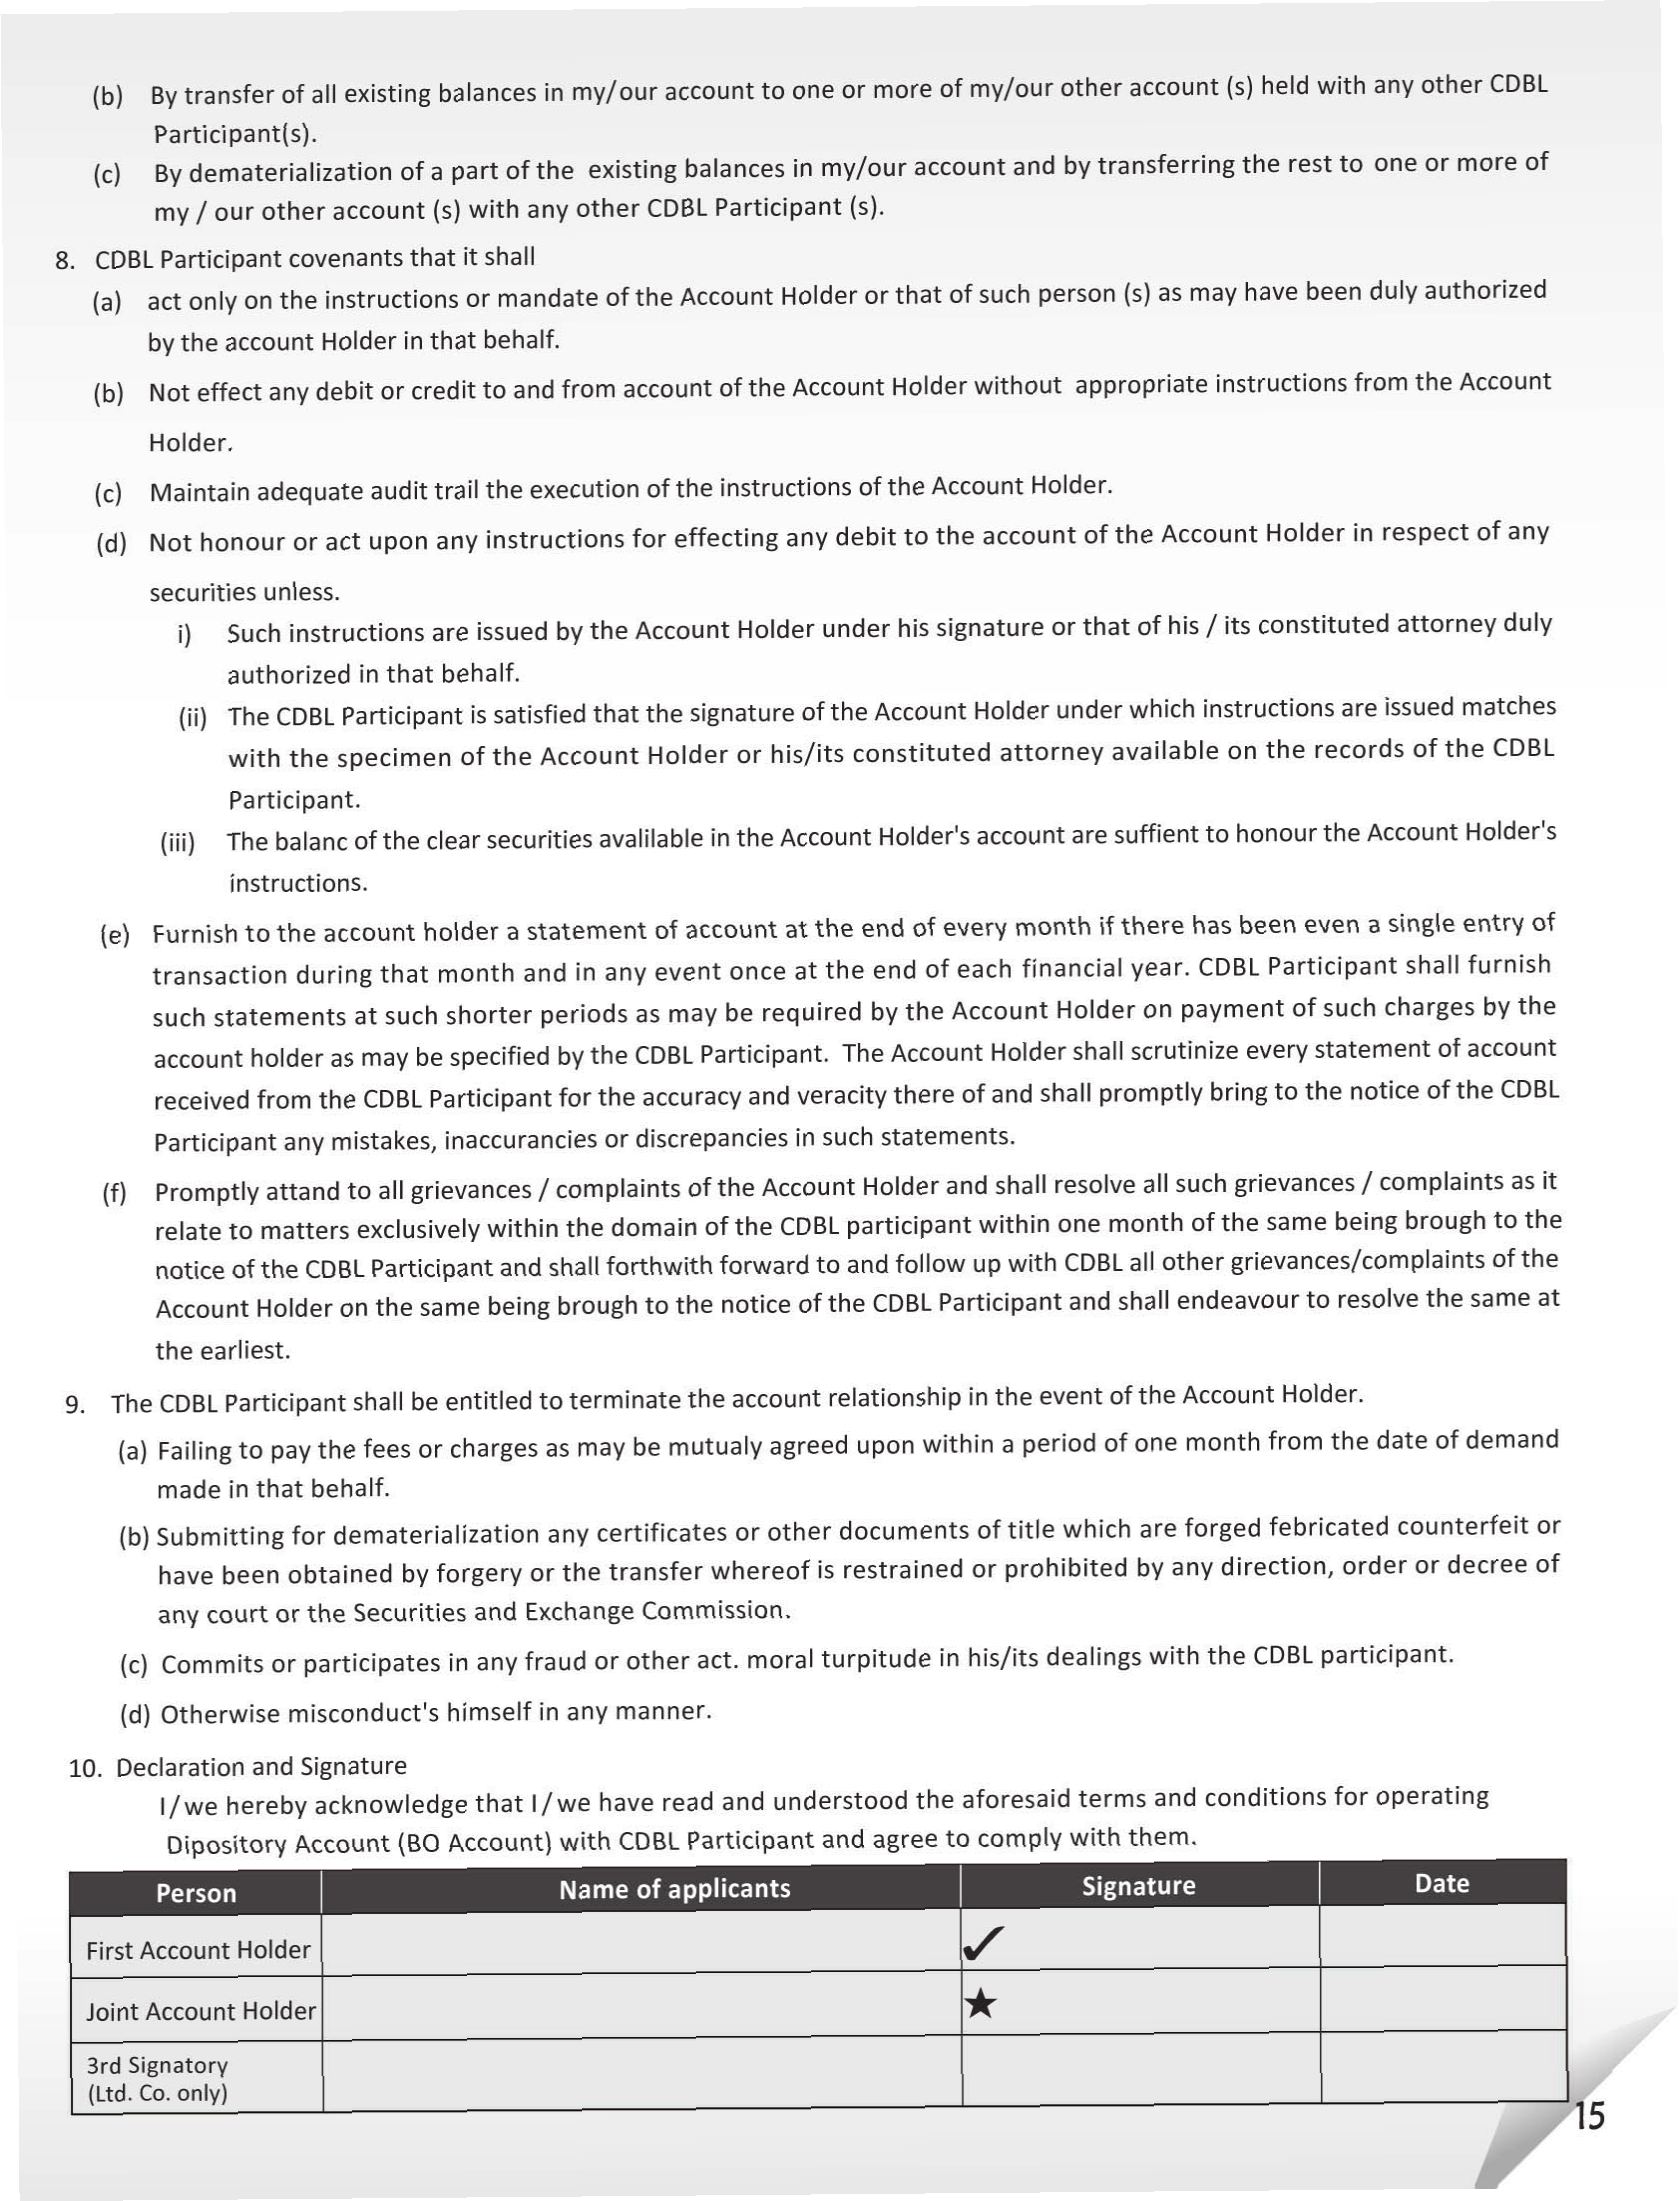 (b) By transfer of all existing balances in my/our account to one or more of my/our other account (s) held with any other CDBL
Participant(s).
(c) By dematerialization of a part of the existing balances in my/our account and by transferring the rest to one or more of
my / our other account (s) with any other CDBL Participant (s).
8. CDBL Participant covenants that it shall
(a) act only on the instructions or mandate of the Account Holder or that of such person (s) as may have been duly authorized
by the account Holder in that behalf.
(b) Not effect any debit or credit to and from account of the Account Holder without appropriate instructions from the Account
Holder.
(c) Maintain adequate audit trail the execution of the instructions of the Account Holder.
(d) Not honour or act upon any instructions for effecting any debit to the account of the Account Holder in respect of any
securities unless.
i) Such instructions are issued by the Account Holder under his signature or that of his / its constituted attorney duly
authorized in that behalf.
(ii) The CDBL Participant is satisfied that the signature of the Account Holder under which instructions are issued matches
with the specimen of the Account Holder or his/its constituted attorney available on the records of the CDBL
Participant.
(iii) The balanc of the clear securities avalilable in the Account Holder's account are suffient to honour the Account Holder's
instructions.
(e) Furnish to the account holder a statement of account at the end of every month if there has been even a single entry of
transaction during that month and in any event once at the end of each financial year. CDBL Participant shall furnish
such statements at such shorter periods as may be required by the Account Holder on payment of such charges by the
account holder as may be specified by the CDBL Participant. The Account Holder shall scrutinize every statement of account
received from the CDBL Participant for the accuracy and veracity there of and shall promptly bring to the notice of the CDBL
Participant any mistakes, inaccurancies or discrepancies in such statements.
(f) Promptly attand to all grievances / complaints of the Account Holder and shall resolve all such grievances / complaints as it
relate to matters exclusively within the domain of the CDBL participant within one month of the same being brough to the
notice of the CDBL Participant and shall forthwith forward to and follow up with CDBL all other grievances/complaints of the
Account Holder on the same being brough to the notice of the CDBL Participant and shall endeavour to resolve the same at
the earliest.
9. The CDBL Participant shall be entitled to terminate the account relationship in the event of the Account Holder.
(a) Failing to pay the fees or charges as may be mutualy agreed upon within a period of one month from the date of demand
made in that behalf.
(b) Submitting for dematerialization any certificates or other documents of title which are forged febricated counterfeit or
have been obtained by forgery or the transfer whereof is restrained or prohibited by any direction, order or decree of
any court or the Securities and Exchange Commission.
(c) Commits or participates in any fraud or other act. moral turpitude in his/its dealings with the CDBL participant.
(d) Otherwise misconduct's himself in any manner.
10. Declaration and Signature
I/we hereby acknowledge that I/we have read and understood the aforesaid terms and conditions for operating
Dipository Account (BO Account) with CDBL Participant and agree to comply with them.
Person Name of applicants Signature Date
First Account Holder ✓
Joint Account Holder ★
3rd Signatory
(Ltd. Co. only)
15